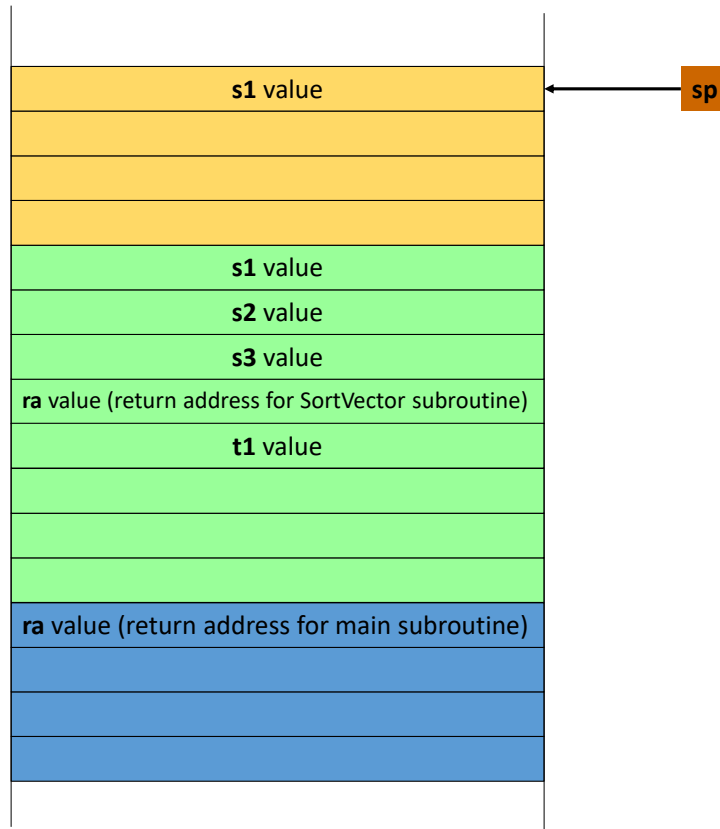 s1 value
sp
s1 value
s2 value
s3 value
ra value (return address for SortVector subroutine)
t1 value
ra value (return address for main subroutine)